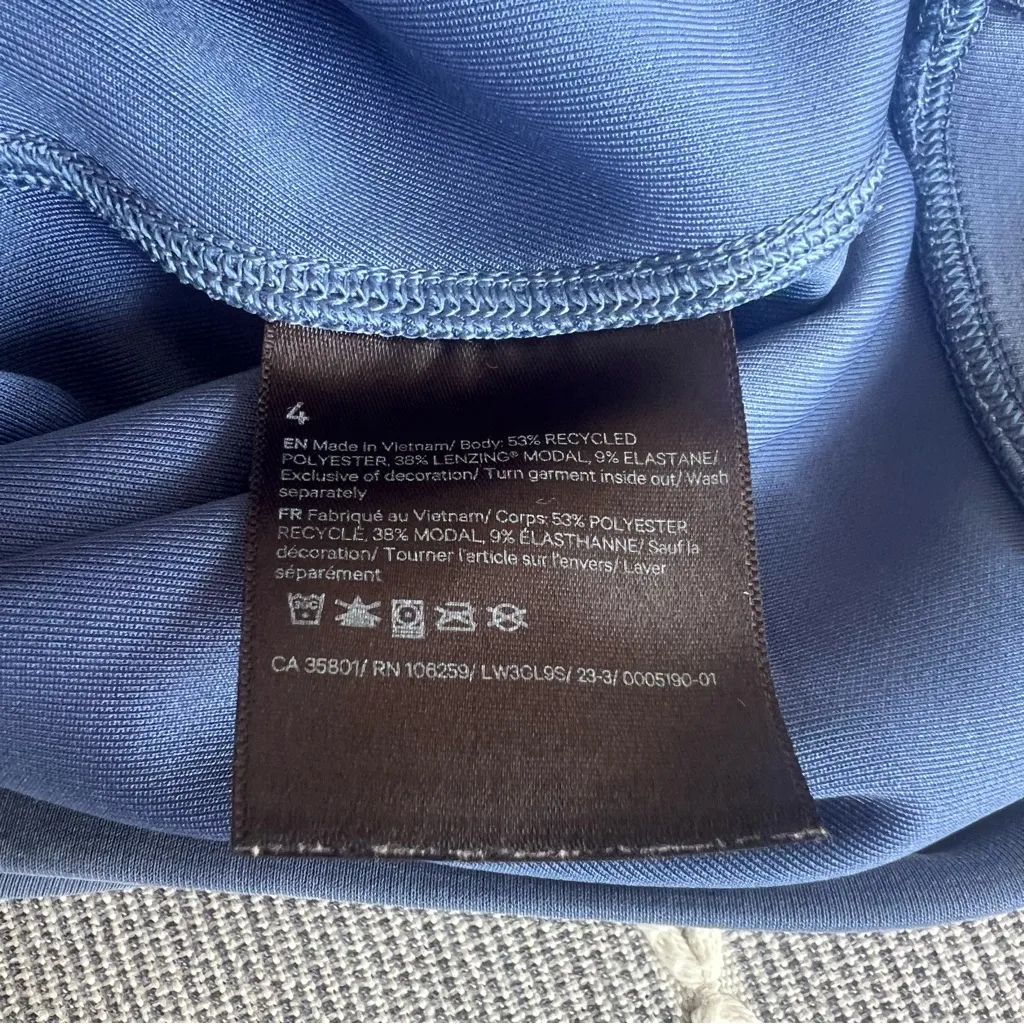 4
EN Made in Vietnam/ Body: 53% RECYCLED
POLYESTER, 38% LENZING® MODAL, 9% ELASTANE/
Exclusive of decoration/ Turn garment inside out/ Wash
separately
FR Fabriqué au Vietnam/ Corps: 53% POLYESTER
RECYCLÉ, 38% MODAL, 9% ÉLASTHANNE/ Sauf la
décoration/ Tourner l'article sur l'envers/ Laver
séparément
30C
CA 35801/ RN 106259/ LW3GL9S/ 23-3/ 0005190-01